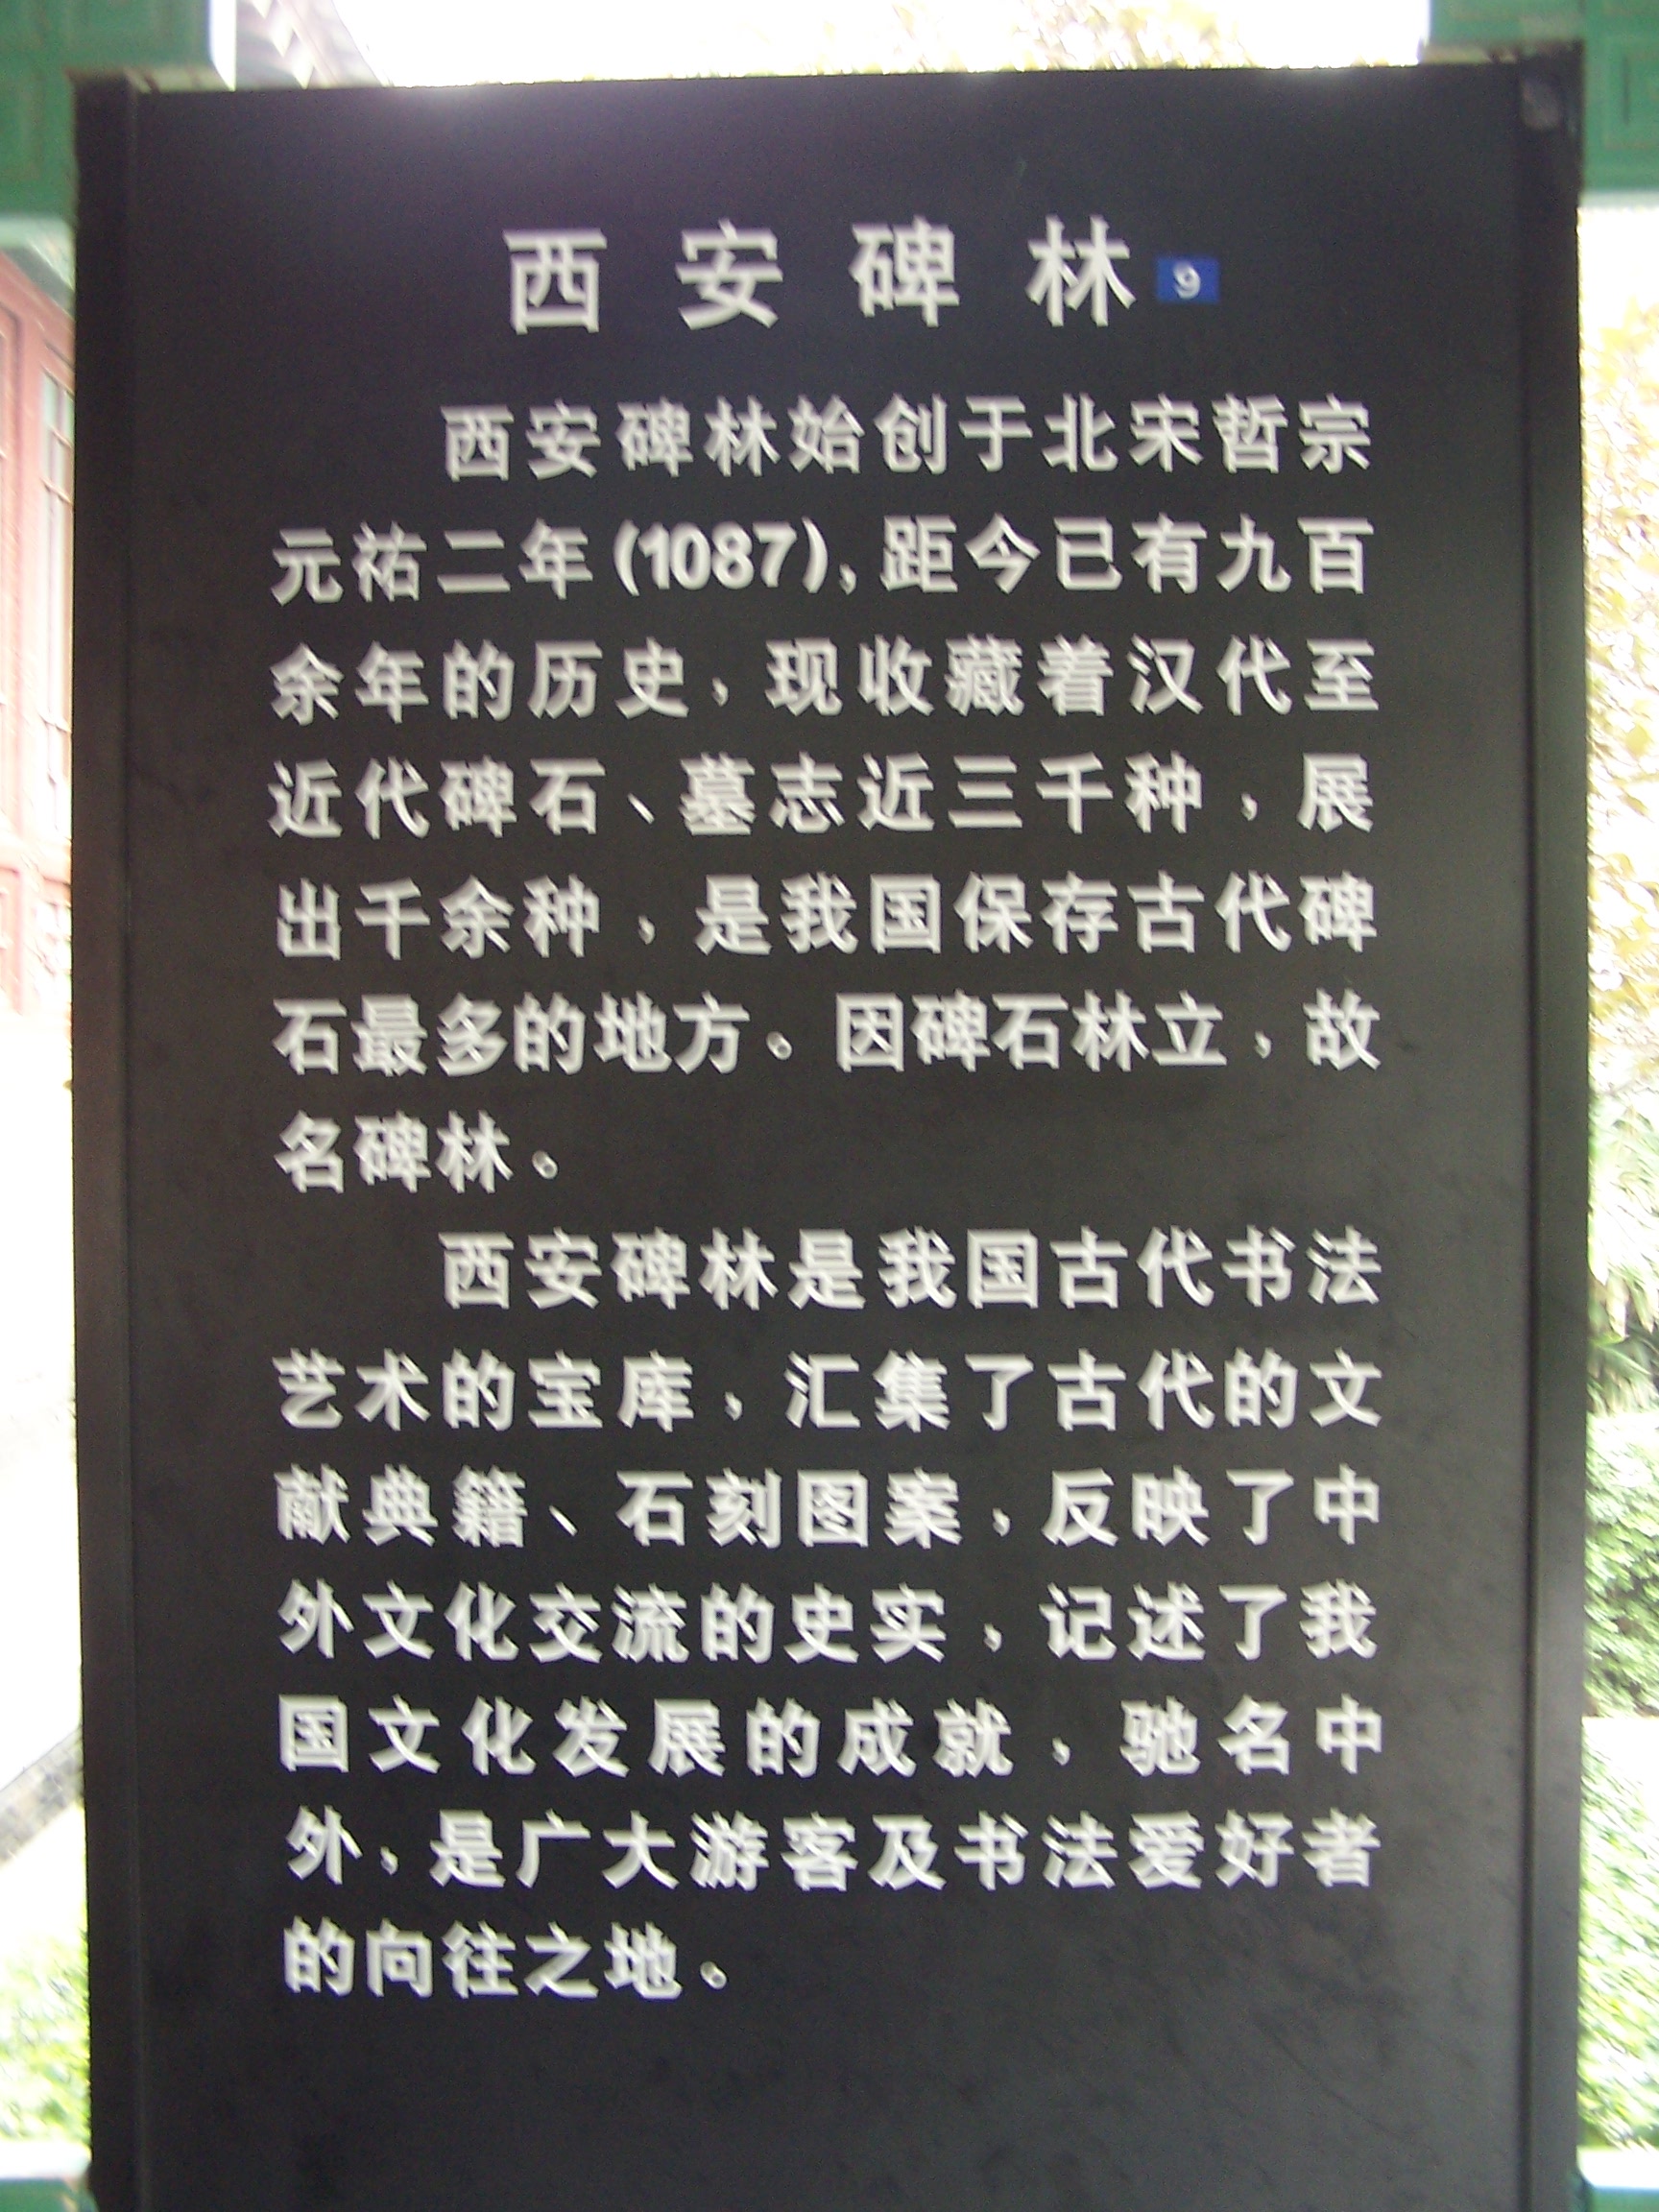 西安碑林 9
西安碑林始创于北宋哲宗
元祐二年(1087),距今已有九百
余年的历史，现收藏着汉代至
近代碑石、墓志近三千种，展
出千余种，是我国保存古代碑
石最多的地方。因碑石林立，故
名碑林。
西安碑林是我国古代书法
艺术的宝库，汇集了古代的文
献典籍、石刻图案，反映了中
外文化交流的史实，记述了我
国文化发展的成就，驰名中
外，是广大游客及书法爱好者
的向往之地。